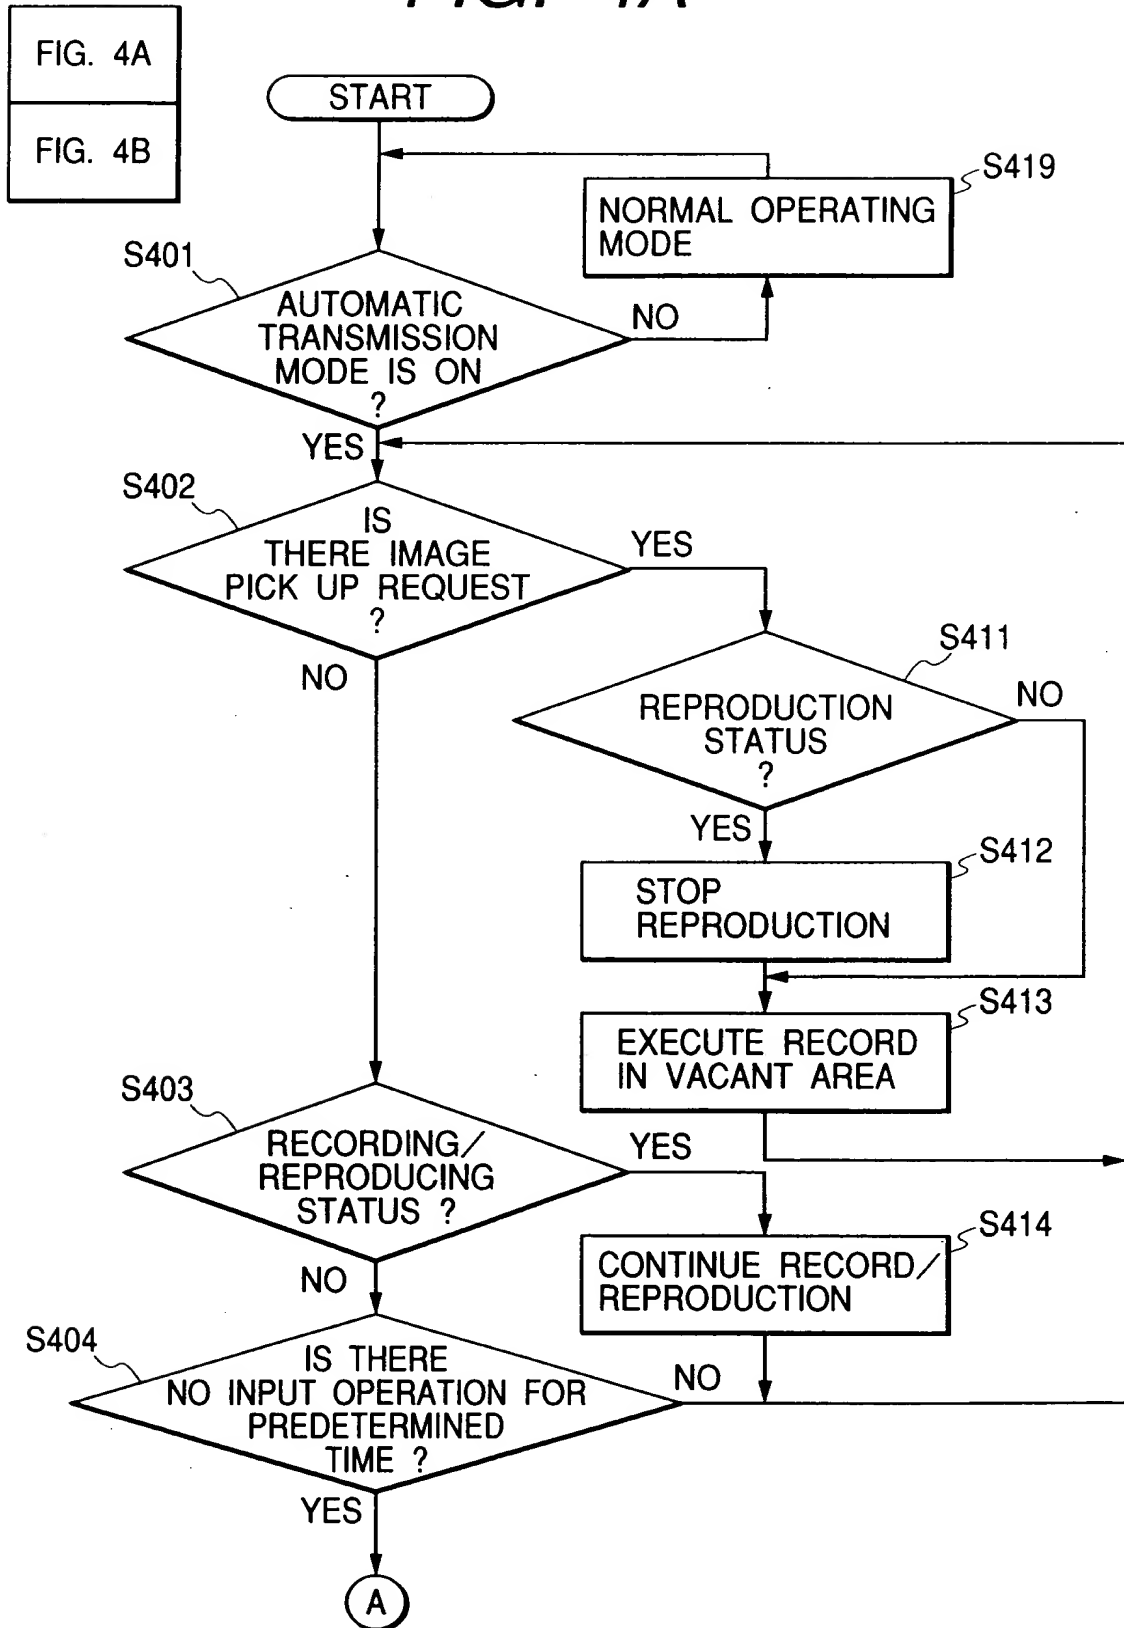 FIG. 4A
FIG. 4A
FIG. 4B
START
S419
NORMAL OPERATING
MODE
S401
AUTOMATIC
TRANSMISSION
MODE IS ON
?
NO
YES
S402
IS
THERE IMAGE
PICK UP REQUEST
?
YES
NO
S411
REPRODUCTION
STATUS
?
NO
YES
S412
STOP
REPRODUCTION
S413
EXECUTE RECORD
IN VACANT AREA
S403
RECORDING/
REPRODUCING
STATUS ?
YES
NO
S414
CONTINUE RECORD/
REPRODUCTION
S404
IS THERE
NO INPUT OPERATION FOR
PREDETERMINED
TIME ?
NO
YES
A